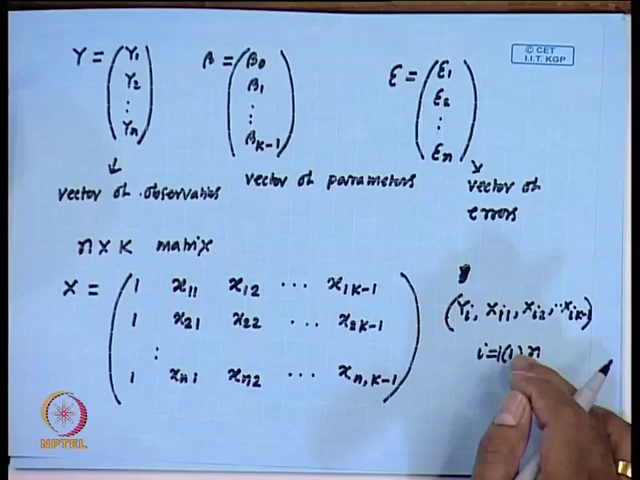 © CET
I.I.T. KGP
Y = (Y1 Y2 ⋮ Yn) β = (β0 β1 ⋮ βK-1) ε = (ε1 ε2 ⋮ εn)
vector of observations vector of parameters vector of
errors
n x K matrix
X = ( 1 x11 x12 ... x1K-1 )
1 x21 x22 ... x2K-1
⋮
1 xn1 xn2 ... xn,K-1
(Yi, xi1, xi2, ..xiK-1)
i=1(1)n
NPTEL